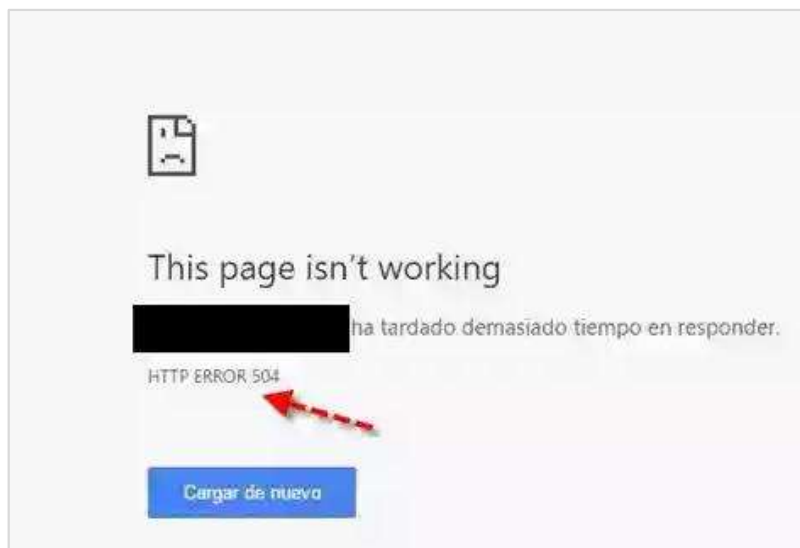 This page isn't working
ha tardado demasiado tiempo en responder.
HTTP ERROR 504
Cargar de nuevo